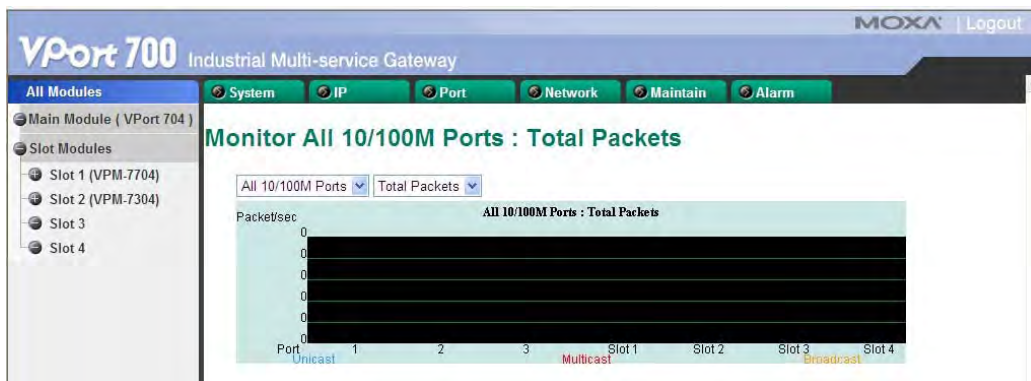 MOXA | Logout
VPort 700 Industrial Multi-service Gateway
All Modules
System IP Port Network Maintain Alarm
Main Module ( VPort 704 )
Slot Modules
Slot 1 (VPM-7704)
Slot 2 (VPM-7304)
Slot 3
Slot 4
Monitor All 10/100M Ports : Total Packets
All 10/100M Ports Total Packets
Packet/sec
All 10/100M Ports : Total Packets
0
0
0
0
0
0
Port 1 2 3 Slot 1 Slot 2 Slot 3 Slot 4
Unicast Multicast Broadcast